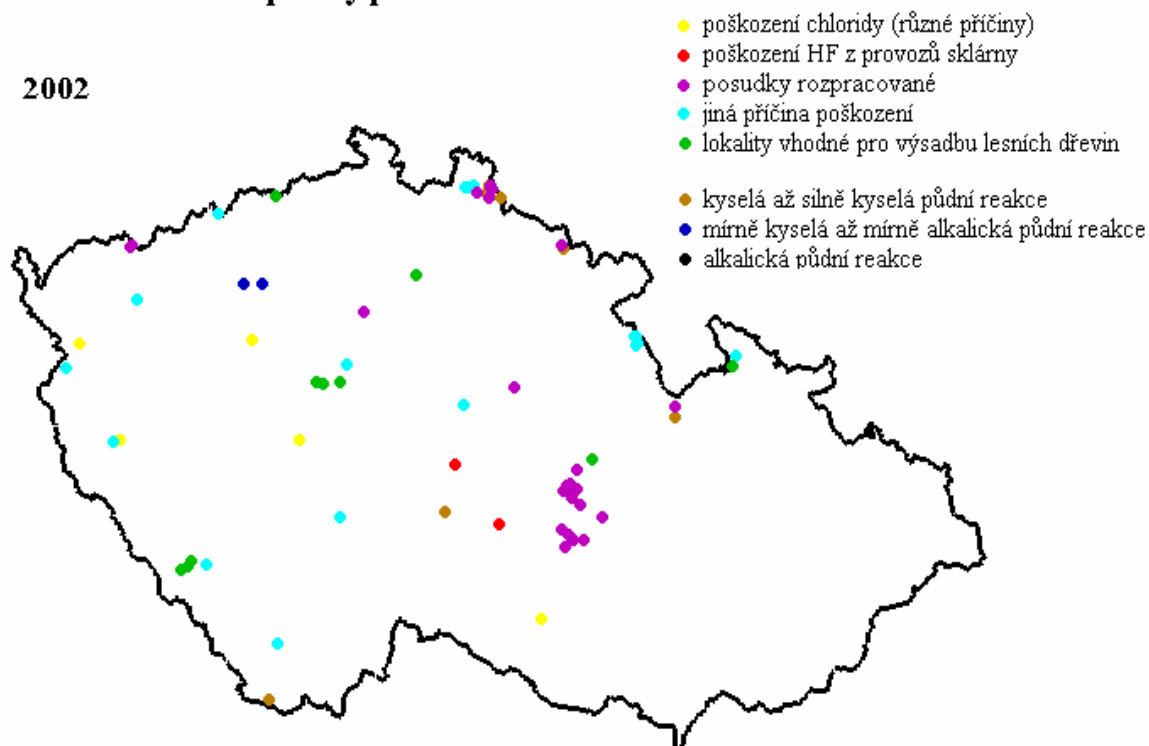 2002
poškození chloridy (různé příčiny)
poškození HF z provozů sklárny
posudky rozpracované
jiná příčina poškození
lokality vhodné pro výsadbu lesních dřevin
kyselá až silně kyselá půdní reakce
mírně kyselá až mírně alkalická půdní reakce
alkalická půdní reakce